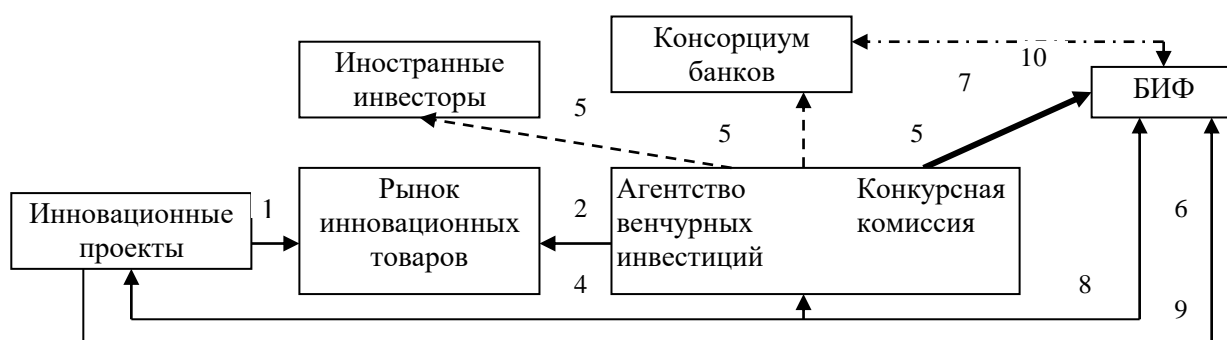 Консорциум
банков
Иностранные
инвесторы
10
7
БИФ
5
5
5
Рынок
инновационных
товаров
Агентство
венчурных
инвестиций
Конкурсная
комиссия
Инновационные
проекты
1
2
6
4
8
9